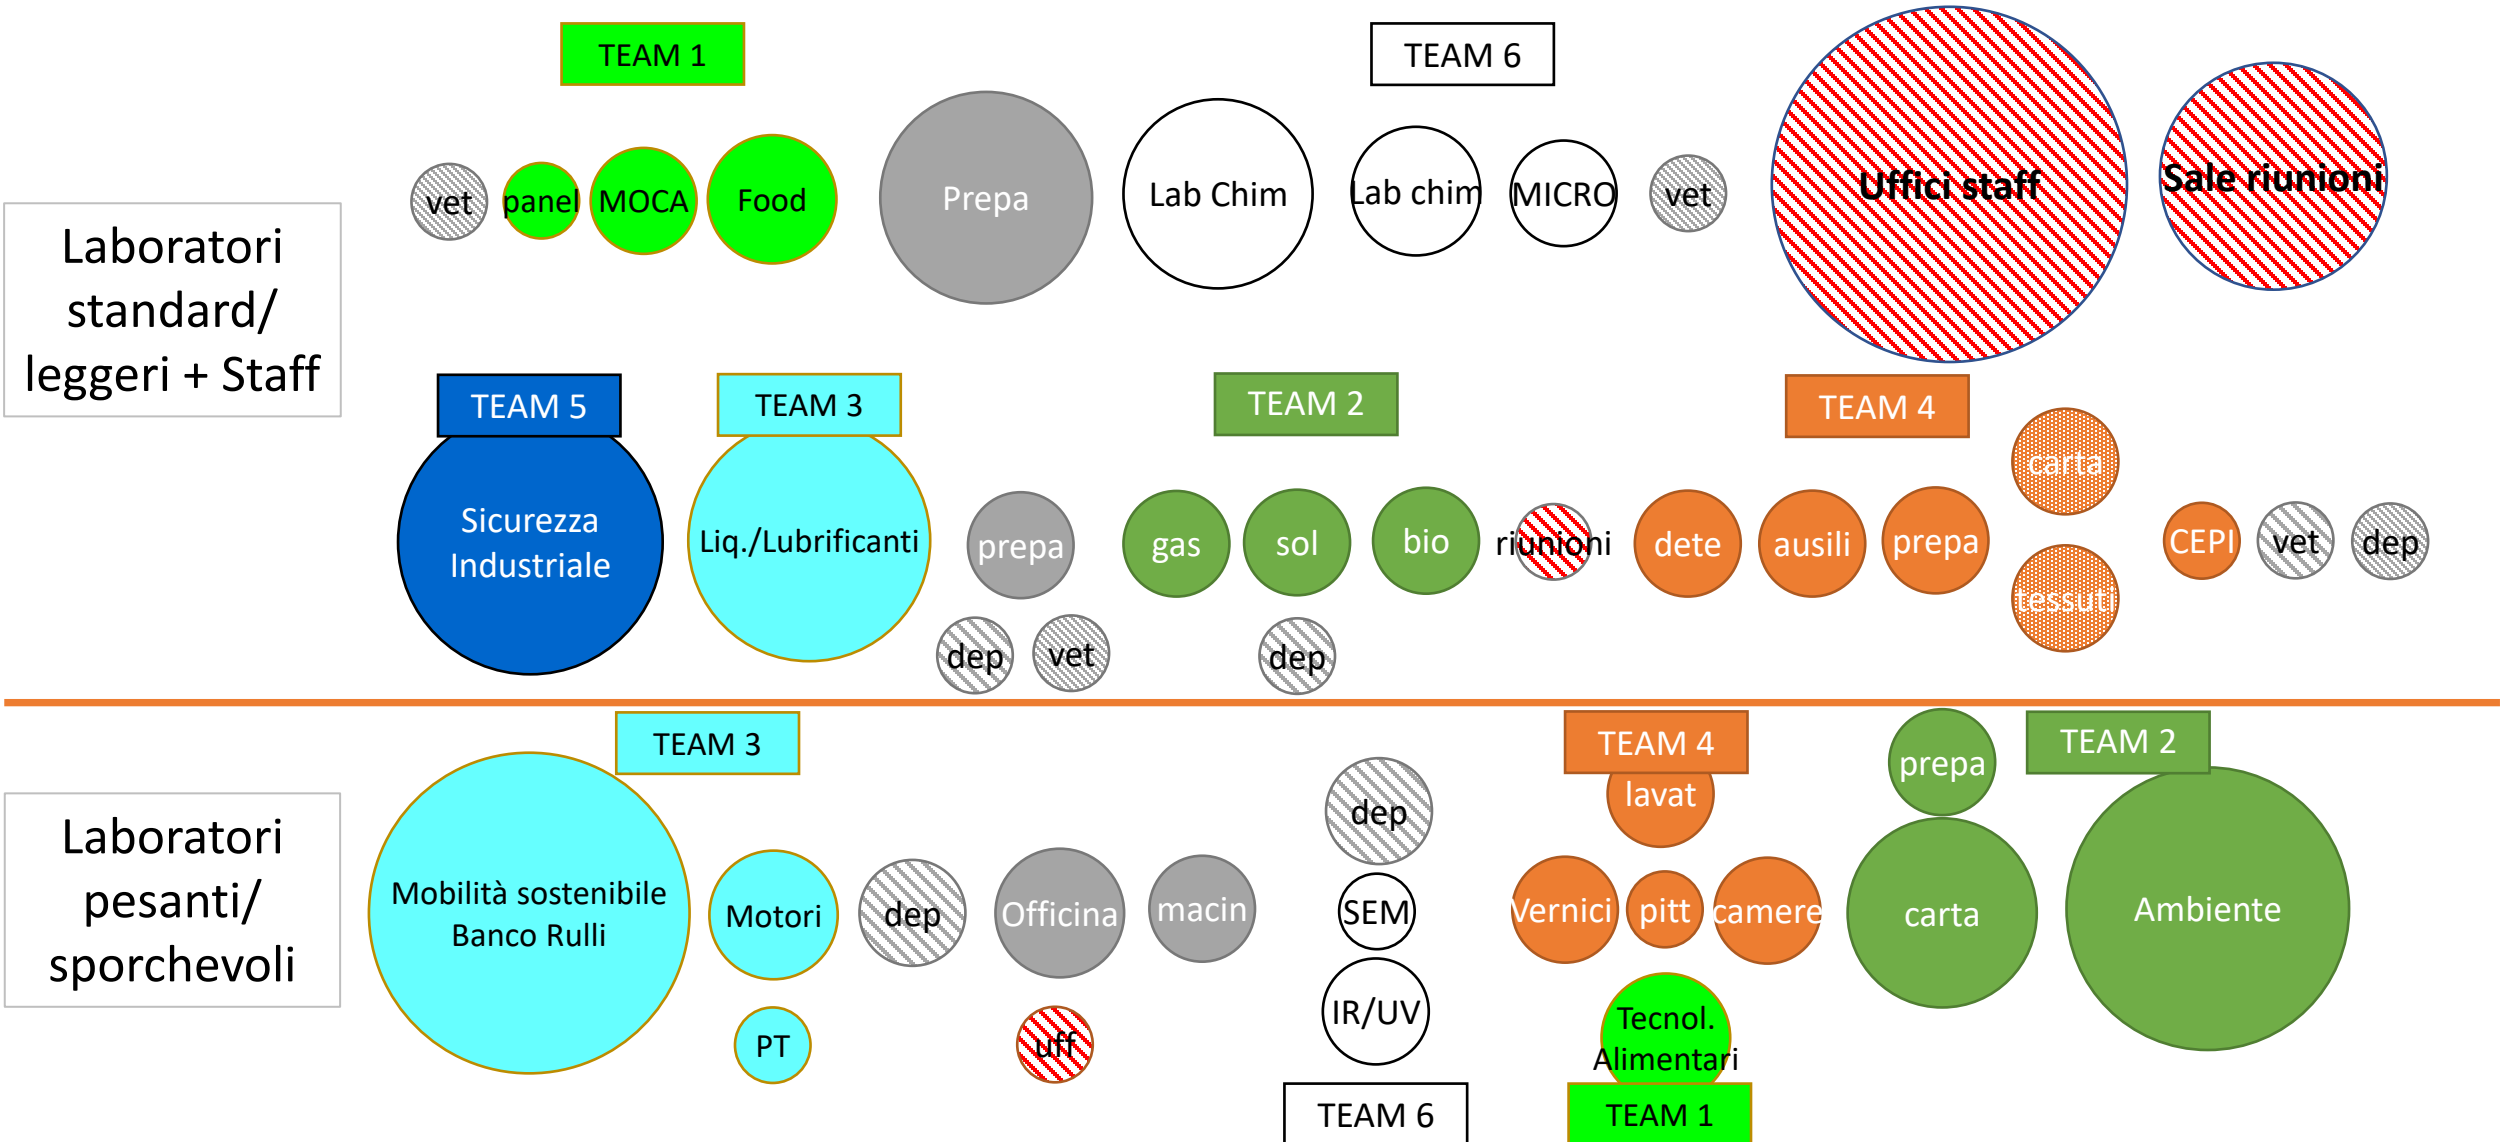 TEAM 1
TEAM 6
vet
panel
MOCA
Food
Prepa
Lab Chim
Lab chim
MICRO
vet
Uffici staff
Sale riunioni
Laboratori
standard/
leggeri + Staff
TEAM 5
TEAM 3
TEAM 2
TEAM 4
Sicurezza
Industriale
Liq./Lubrificanti
prepa
gas
sol
bio
riunioni
dete
ausili
prepa
carta
tessuti
CEPI
vet
dep
dep
vet
dep
TEAM 3
TEAM 4
TEAM 2
Laboratori
pesanti/
sporchevoli
Mobilità sostenibile
Banco Rulli
Motori
PT
dep
Officina
uff
macin
dep
SEM
IR/UV
TEAM 6
lavat
Vernici
pitt
camere
Tecnol.
Alimentari
TEAM 1
prepa
carta
Ambiente